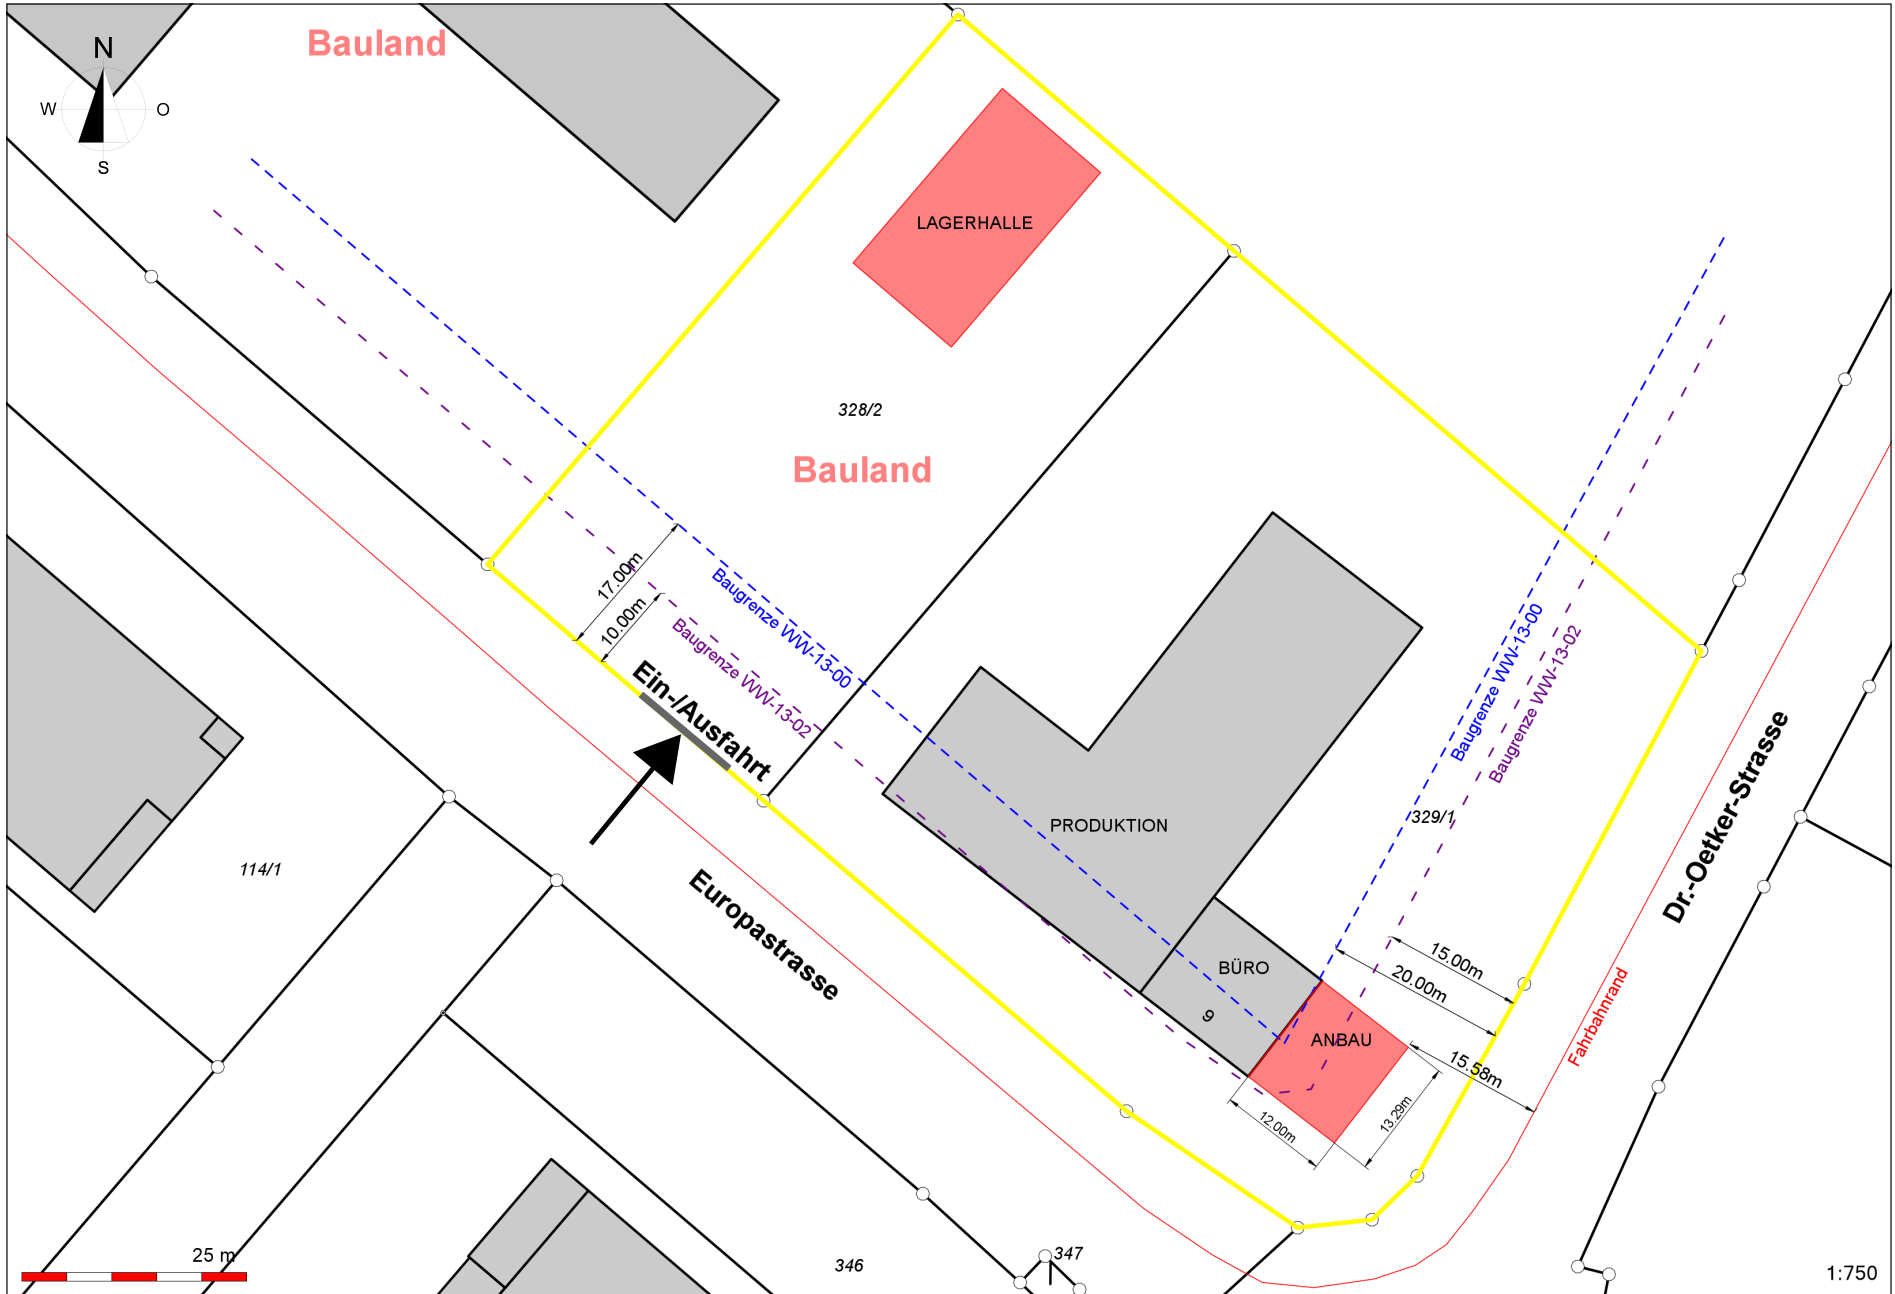 Bauland
N
W
O
S
LAGERHALLE
328/2
Bauland
17.00m
10.00m
Baugrenze WW-13-00
Baugrenze WW-13-02
Ein-/Ausfahrt
Baugrenze WW-13-00
Baugrenze WW-13-02
329/1
PRODUKTION
Dr.-Oetker-Strasse
114/1
Europastrasse
BÜRO
9
ANBAU
15.00m
20.00m
15.58m
Fahrbahnrand
12.00m
13.29m
25 m
346
347
1:750